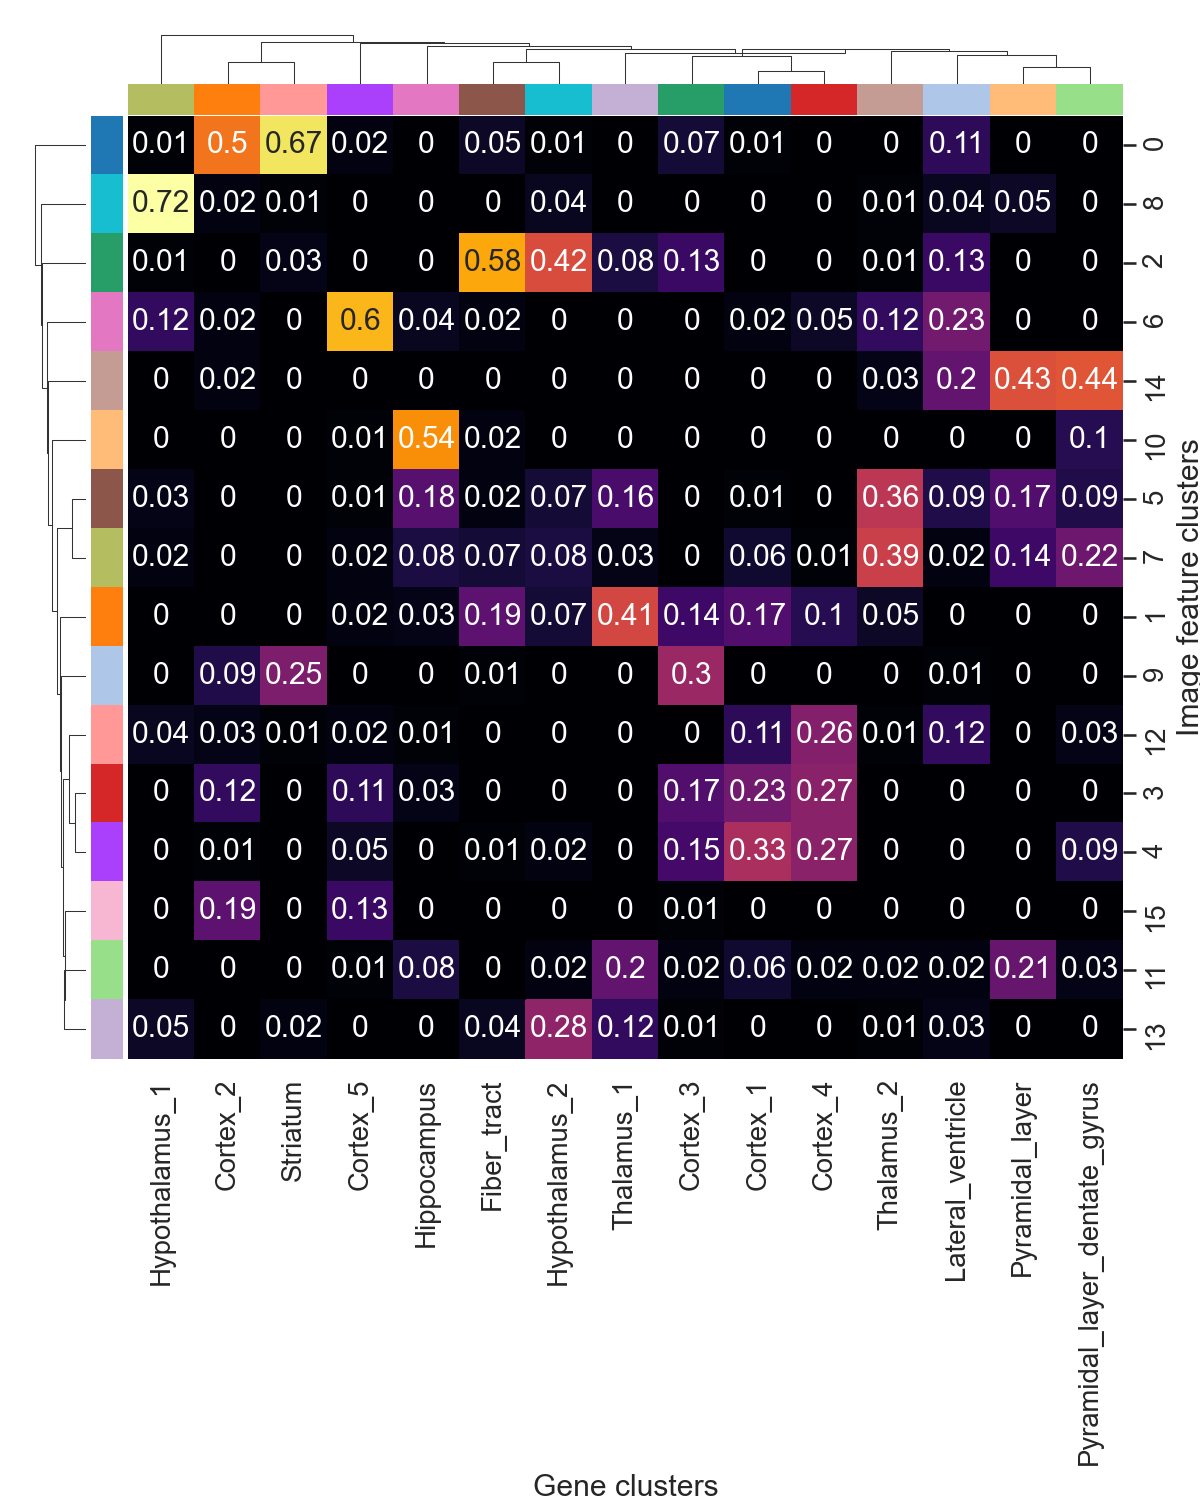 0.01 0.5 0.67 0.02 0 0.05 0.01 0 0.07 0.01 0 0 0.11 0 0 0
0.72 0.02 0.01 0 0 0 0.04 0 0 0 0 0.01 0.04 0.05 0 8
0.01 0 0.03 0 0 0.58 0.42 0.08 0.13 0 0 0.01 0.13 0 0 2
0.12 0.02 0 0.6 0.04 0.02 0 0 0 0.02 0.05 0.12 0.23 0 0 6
0 0.02 0 0 0 0 0 0 0 0 0 0.03 0.2 0.43 0.44 14
0 0 0 0.01 0.54 0.02 0 0 0 0 0 0 0 0 0.1 10
0.03 0 0 0.01 0.18 0.02 0.07 0.16 0 0.01 0 0.36 0.09 0.17 0.09 5
0.02 0 0 0.02 0.08 0.07 0.08 0.03 0 0.06 0.01 0.39 0.02 0.14 0.22 7
0 0 0 0.02 0.03 0.19 0.07 0.41 0.14 0.17 0.1 0.05 0 0 0 1
0 0.09 0.25 0 0 0.01 0 0 0.3 0 0 0 0.01 0 0 9
0.04 0.03 0.01 0.02 0.01 0 0 0 0 0.11 0.26 0.01 0.12 0 0.03 12
0 0.12 0 0.11 0.03 0 0 0 0.17 0.23 0.27 0 0 0 0 3
0 0.01 0 0.05 0 0.01 0.02 0 0.15 0.33 0.27 0 0 0 0.09 4
0 0.19 0 0.13 0 0 0 0 0.01 0 0 0 0 0 0 15
0 0 0 0.01 0.08 0 0.02 0.2 0.02 0.06 0.02 0.02 0.02 0.21 0.03 11
0.05 0 0.02 0 0 0.04 0.28 0.12 0.01 0 0 0.01 0.03 0 0 13
Image feature clusters
Hypothalamus_1
Cortex_2
Striatum
Cortex_5
Hippocampus
Fiber_tract
Hypothalamus_2
Thalamus_1
Cortex_3
Cortex_1
Cortex_4
Thalamus_2
Lateral_ventricle
Pyramidal_layer
Pyramidal_layer_dentate_gyrus
Gene clusters